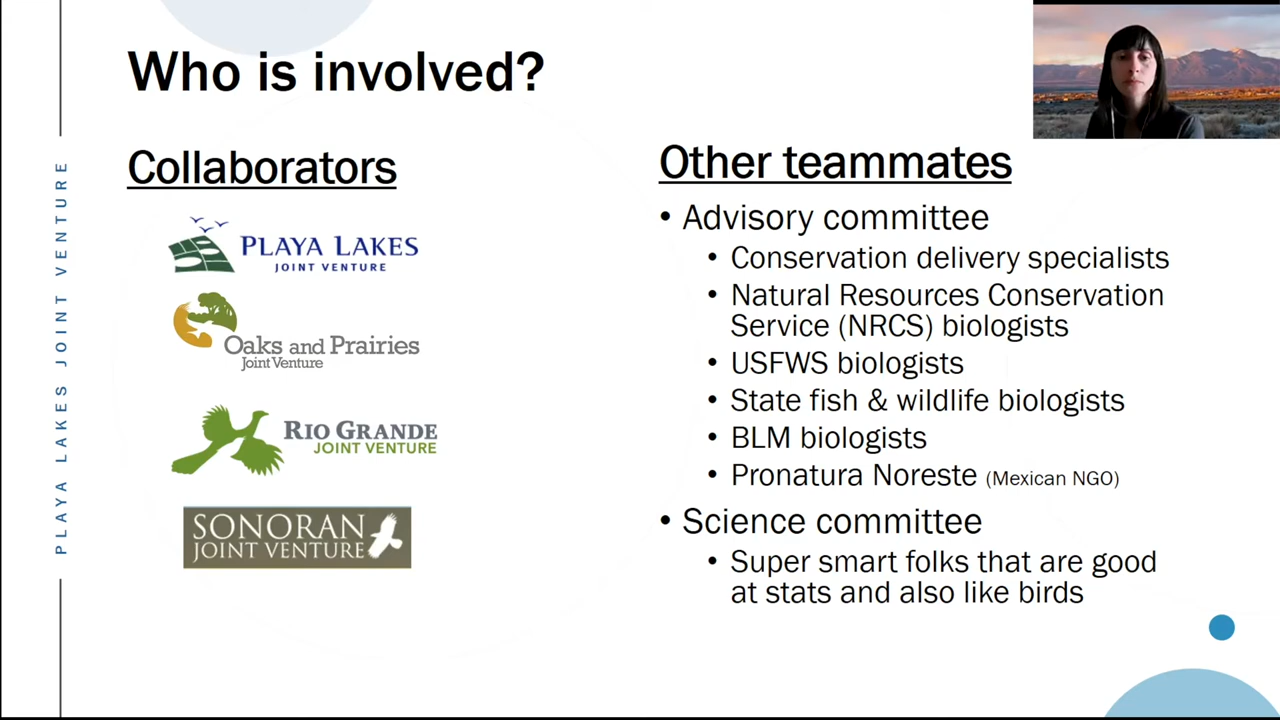 Who is involved?
PLAYA LAKES JOINT VENTURE
Collaborators
PLAYA LAKES
JOINT VENTURE
Oaks and Prairies
Joint Venture
RIO GRANDE
JOINT VENTURE
SONORAN
JOINT VENTURE
Other teammates
• Advisory committee
• Conservation delivery specialists
• Natural Resources Conservation
Service (NRCS) biologists
• USFWS biologists
• State fish & wildlife biologists
• BLM biologists
• Pronatura Noreste (Mexican NGO)
• Science committee
• Super smart folks that are good
at stats and also like birds